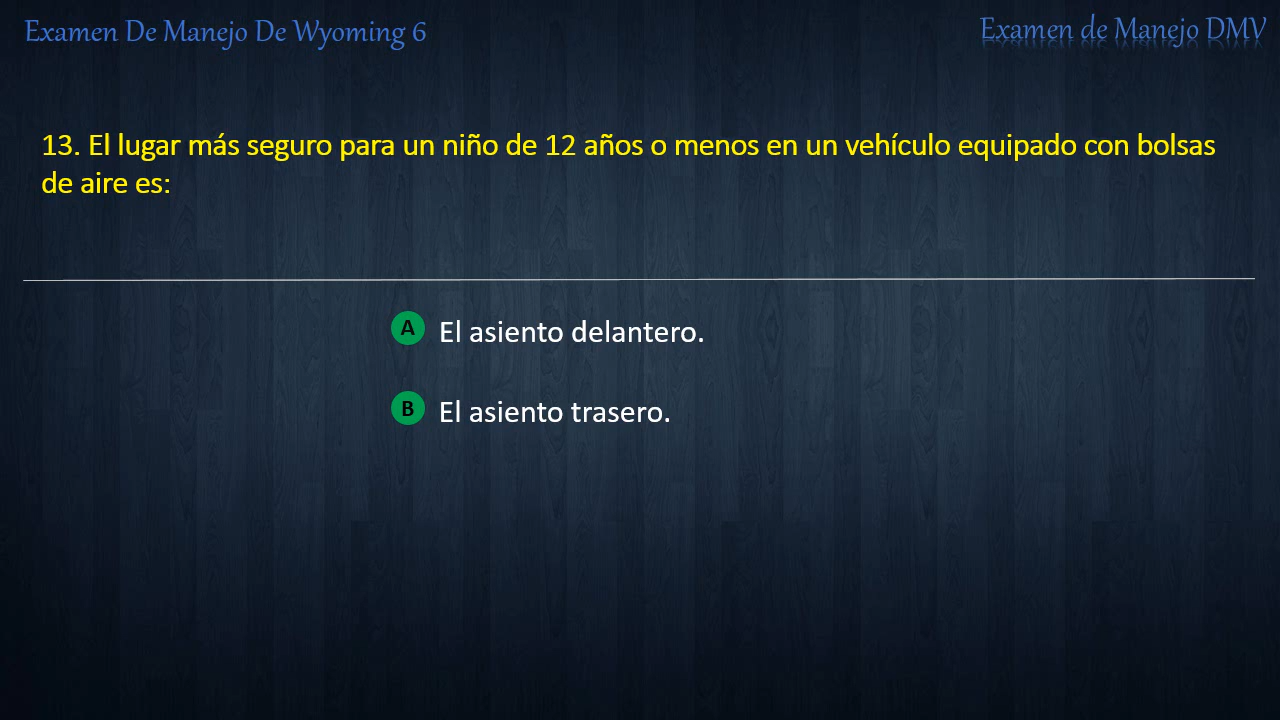 Examen De Manejo De Wyoming 6
Examen de Manejo DMV
13. El lugar más seguro para un niño de 12 años o menos en un vehículo equipado con bolsas
de aire es:
A El asiento delantero.
B El asiento trasero.